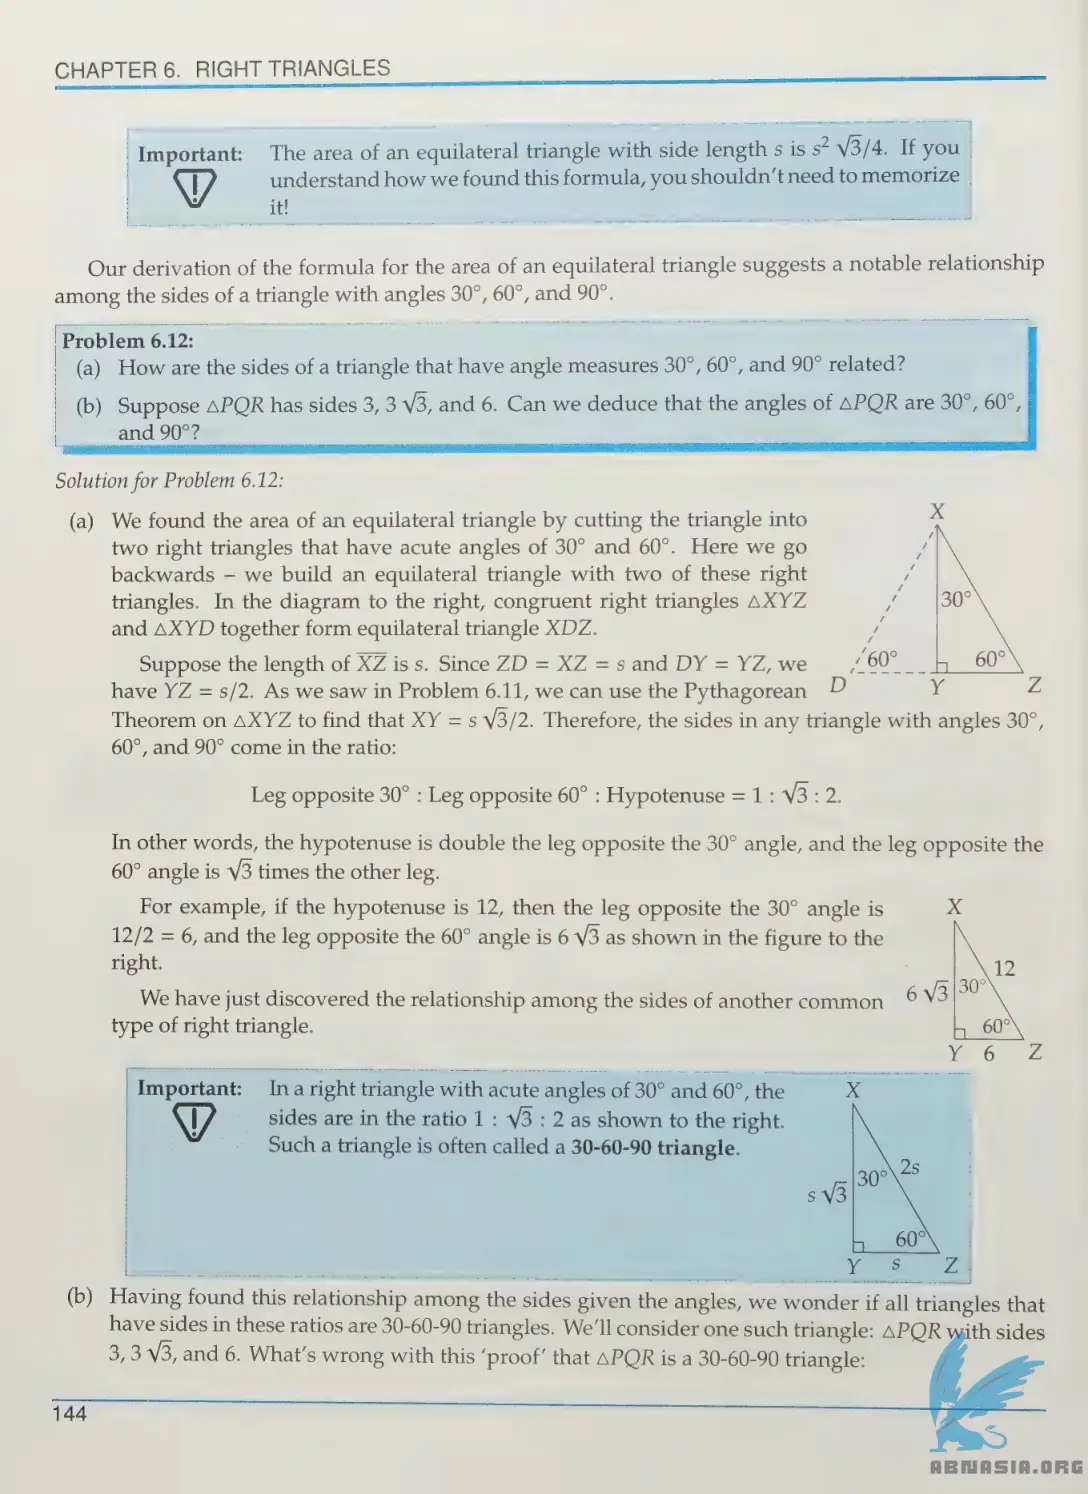 CHAPTER 6. RIGHT TRIANGLES
Important: The area of an equilateral triangle with side length s is s² √3/4. If you
understand how we found this formula, you shouldn't need to memorize
it!
Our derivation of the formula for the area of an equilateral triangle suggests a notable relationship
among the sides of a triangle with angles 30°, 60°, and 90°.
Problem 6.12:
(a) How are the sides of a triangle that have angle measures 30°, 60°, and 90° related?
(b) Suppose △PQR has sides 3, 3 √3, and 6. Can we deduce that the angles of △PQR are 30°, 60°,
and 90°?
Solution for Problem 6.12:
(a) We found the area of an equilateral triangle by cutting the triangle into
two right triangles that have acute angles of 30° and 60°. Here we go
backwards – we build an equilateral triangle with two of these right
triangles. In the diagram to the right, congruent right triangles △XYZ
and △XYD together form equilateral triangle XDZ.
X
30°
60° 60°
D Y Z
Suppose the length of X̅Z̅ is s. Since ZD = XZ = s and DY = YZ, we
have YZ = s/2. As we saw in Problem 6.11, we can use the Pythagorean
Theorem on △XYZ to find that XY = s √3/2. Therefore, the sides in any triangle with angles 30°,
60°, and 90° come in the ratio:
Leg opposite 30° : Leg opposite 60° : Hypotenuse = 1 : √3 : 2.
In other words, the hypotenuse is double the leg opposite the 30° angle, and the leg opposite the
60° angle is √3 times the other leg.
For example, if the hypotenuse is 12, then the leg opposite the 30° angle is
12/2 = 6, and the leg opposite the 60° angle is 6 √3 as shown in the figure to the
right.
We have just discovered the relationship among the sides of another common
type of right triangle.
X
12
6 √3 30°
60°
Y 6 Z
Important: In a right triangle with acute angles of 30° and 60°, the
sides are in the ratio 1 : √3 : 2 as shown to the right.
Such a triangle is often called a 30-60-90 triangle.
X
30° 2s
s √3
60°
Y s Z
(b) Having found this relationship among the sides given the angles, we wonder if all triangles that
have sides in these ratios are 30-60-90 triangles. We'll consider one such triangle: △PQR with sides
3, 3 √3, and 6. What's wrong with this 'proof' that △PQR is a 30-60-90 triangle:
144
ABNASIA.ORG